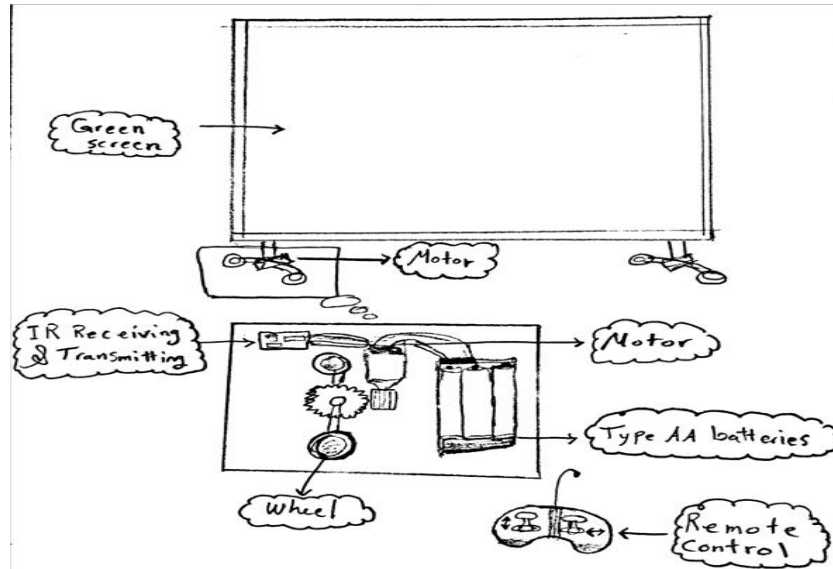 Green
screen
Motor
IR Receiving
& Transmitting
Motor
Type AA batteries
Wheel
Remote
Control